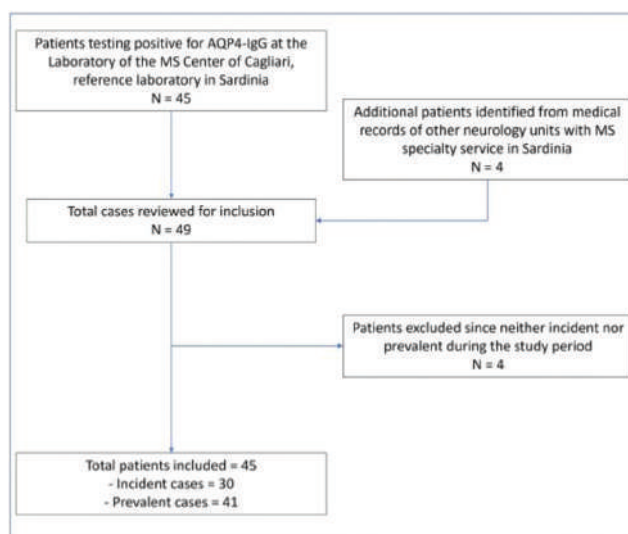 Patients testing positive for AQP4-IgG at the
Laboratory of the MS Center of Cagliari,
reference laboratory in Sardinia
N = 45
Additional patients identified from medical
records of other neurology units with MS
specialty service in Sardinia
N = 4
Total cases reviewed for inclusion
N = 49
Patients excluded since neither incident nor
prevalent during the study period
N = 4
Total patients included = 45
- Incident cases = 30
- Prevalent cases = 41